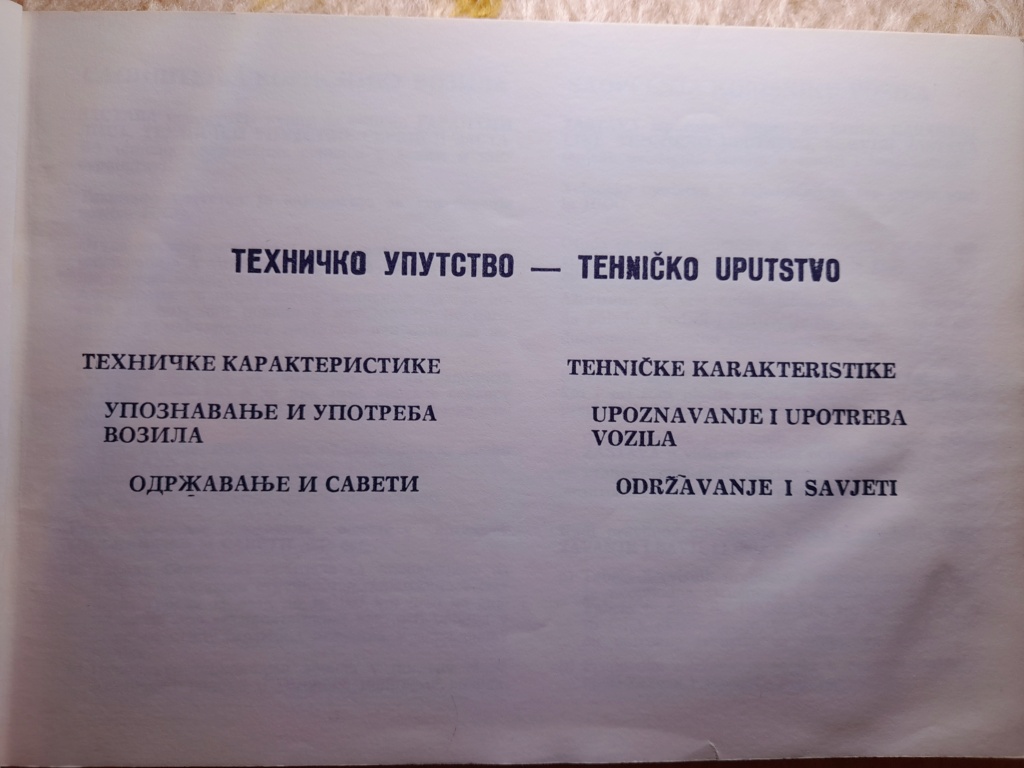 ТЕХНИЧКО УПУТСТВО — TEHNIČKO UPUTSTVO
ТЕХНИЧКЕ КАРАКТЕРИСТИКЕ
УПОЗНАВАЊЕ И УПОТРЕБА
ВОЗИЛА
ОДРЖАВАЊЕ И САВЕТИ
TEHNIČKE KARAKTERISTIKE
UPOZNAVANJE I UPOTREBA
VOZILA
ODRŽAVANJE I SAVJETI